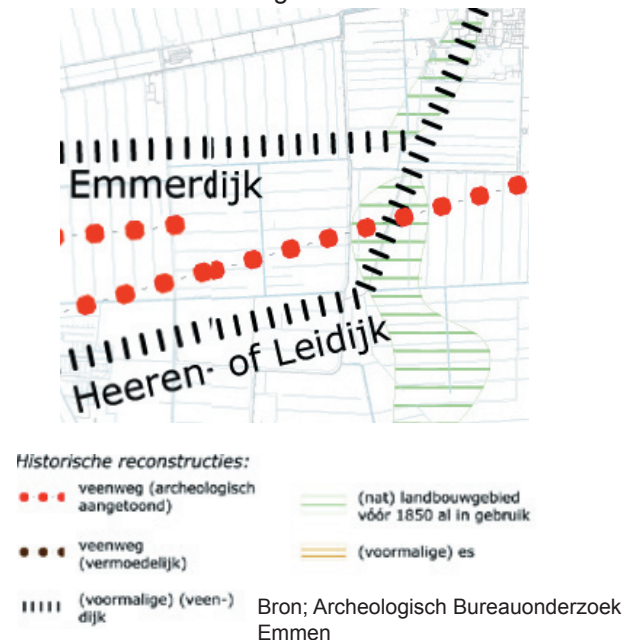 Emmerdijk
Heeren- of Leidijk
Historische reconstructies:
veenweg (archeologisch
aangetoond)
veenweg
(vermoedelijk)
(voormalige) (veen-)
dijk
(nat) landbouwgebied
vóór 1850 al in gebruik
(voormalige) es
Bron; Archeologisch Bureauonderzoek
Emmen